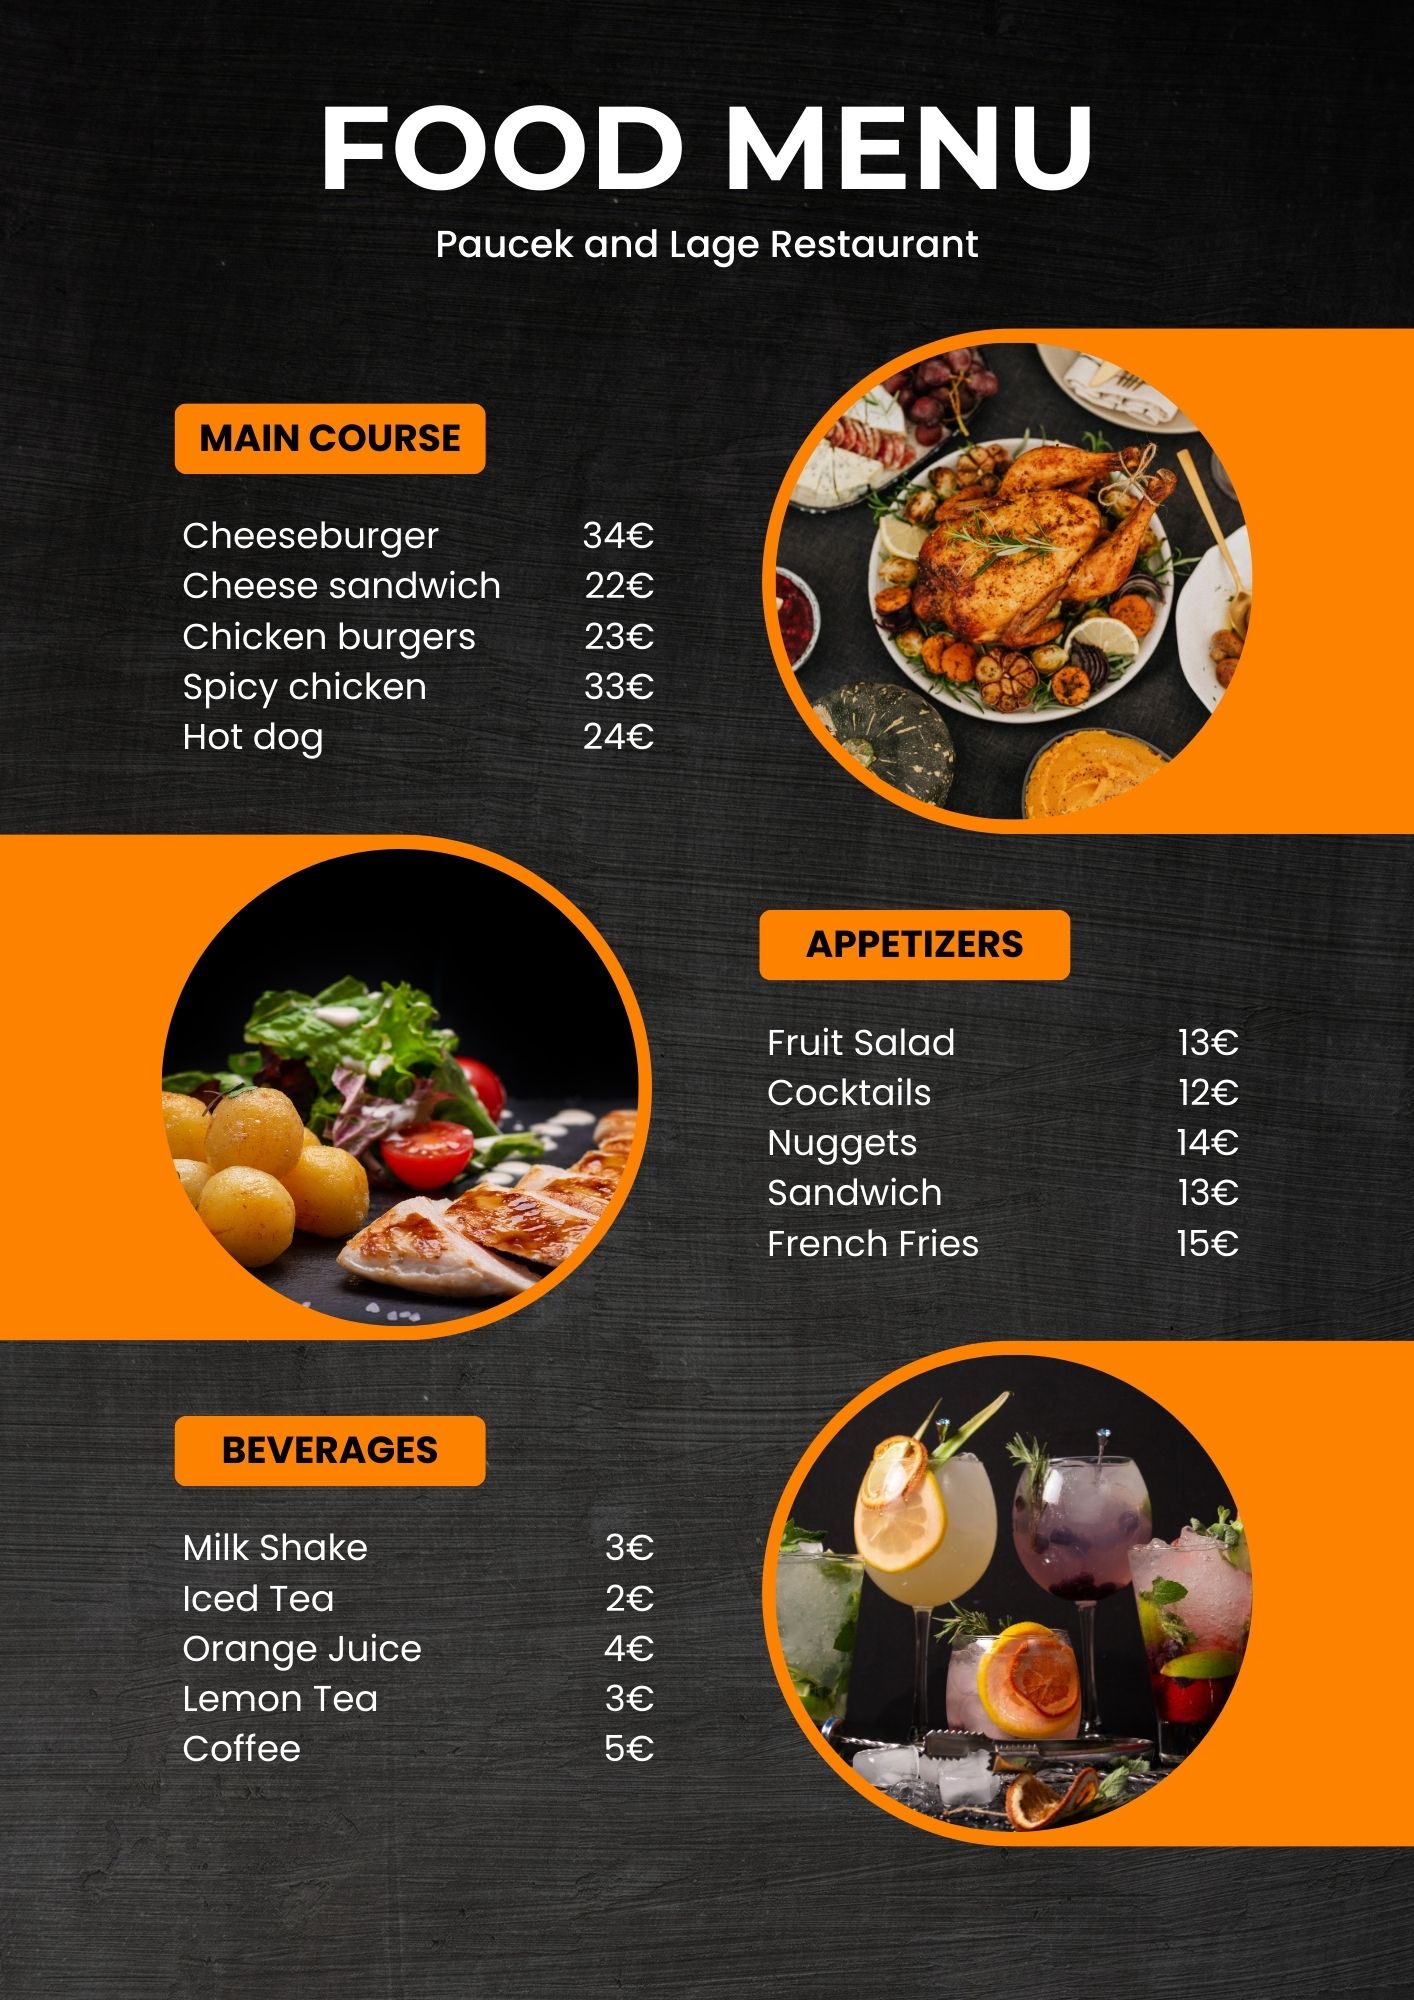 FOOD MENU
Paucek and Lage Restaurant
MAIN COURSE
Cheeseburger 34€
Cheese sandwich 22€
Chicken burgers 23€
Spicy chicken 33€
Hot dog 24€
APPETIZERS
Fruit Salad 13€
Cocktails 12€
Nuggets 14€
Sandwich 13€
French Fries 15€
BEVERAGES
Milk Shake 3€
Iced Tea 2€
Orange Juice 4€
Lemon Tea 3€
Coffee 5€